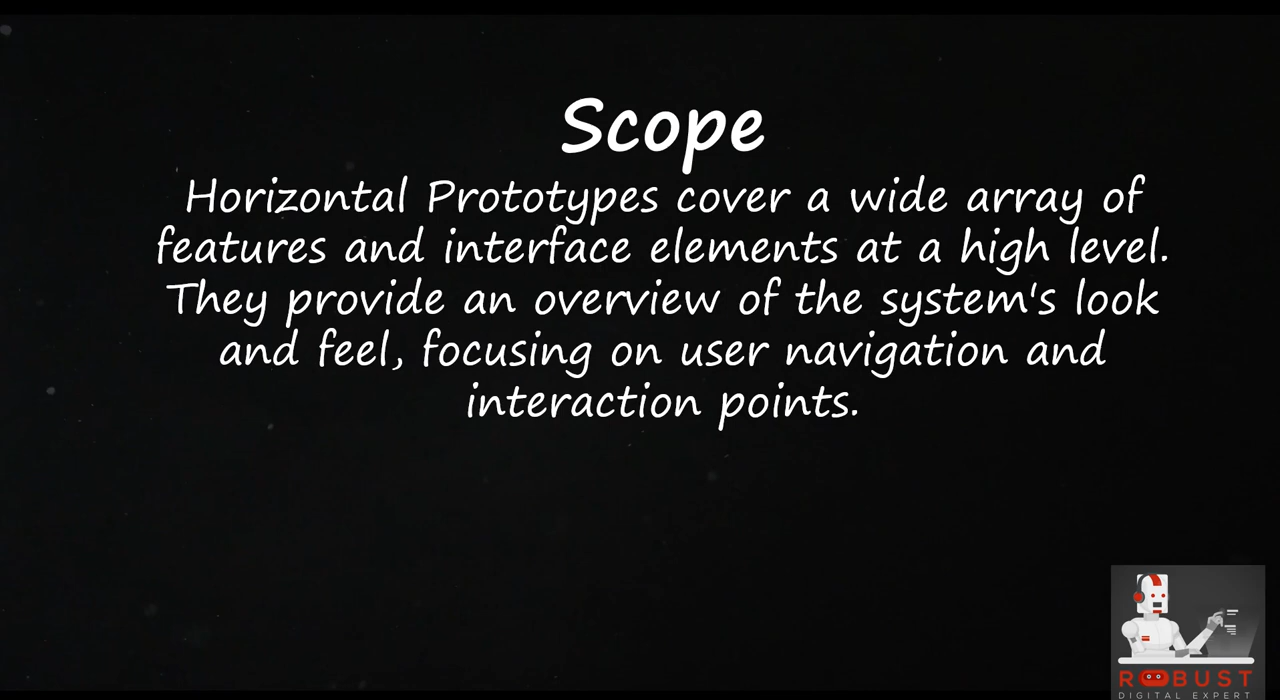 Scope
Horizontal Prototypes cover a wide array of
features and interface elements at a high level.
They provide an overview of the system's look
and feel, focusing on user navigation and
interaction points.
ROBUST
DIGITAL EXPERT